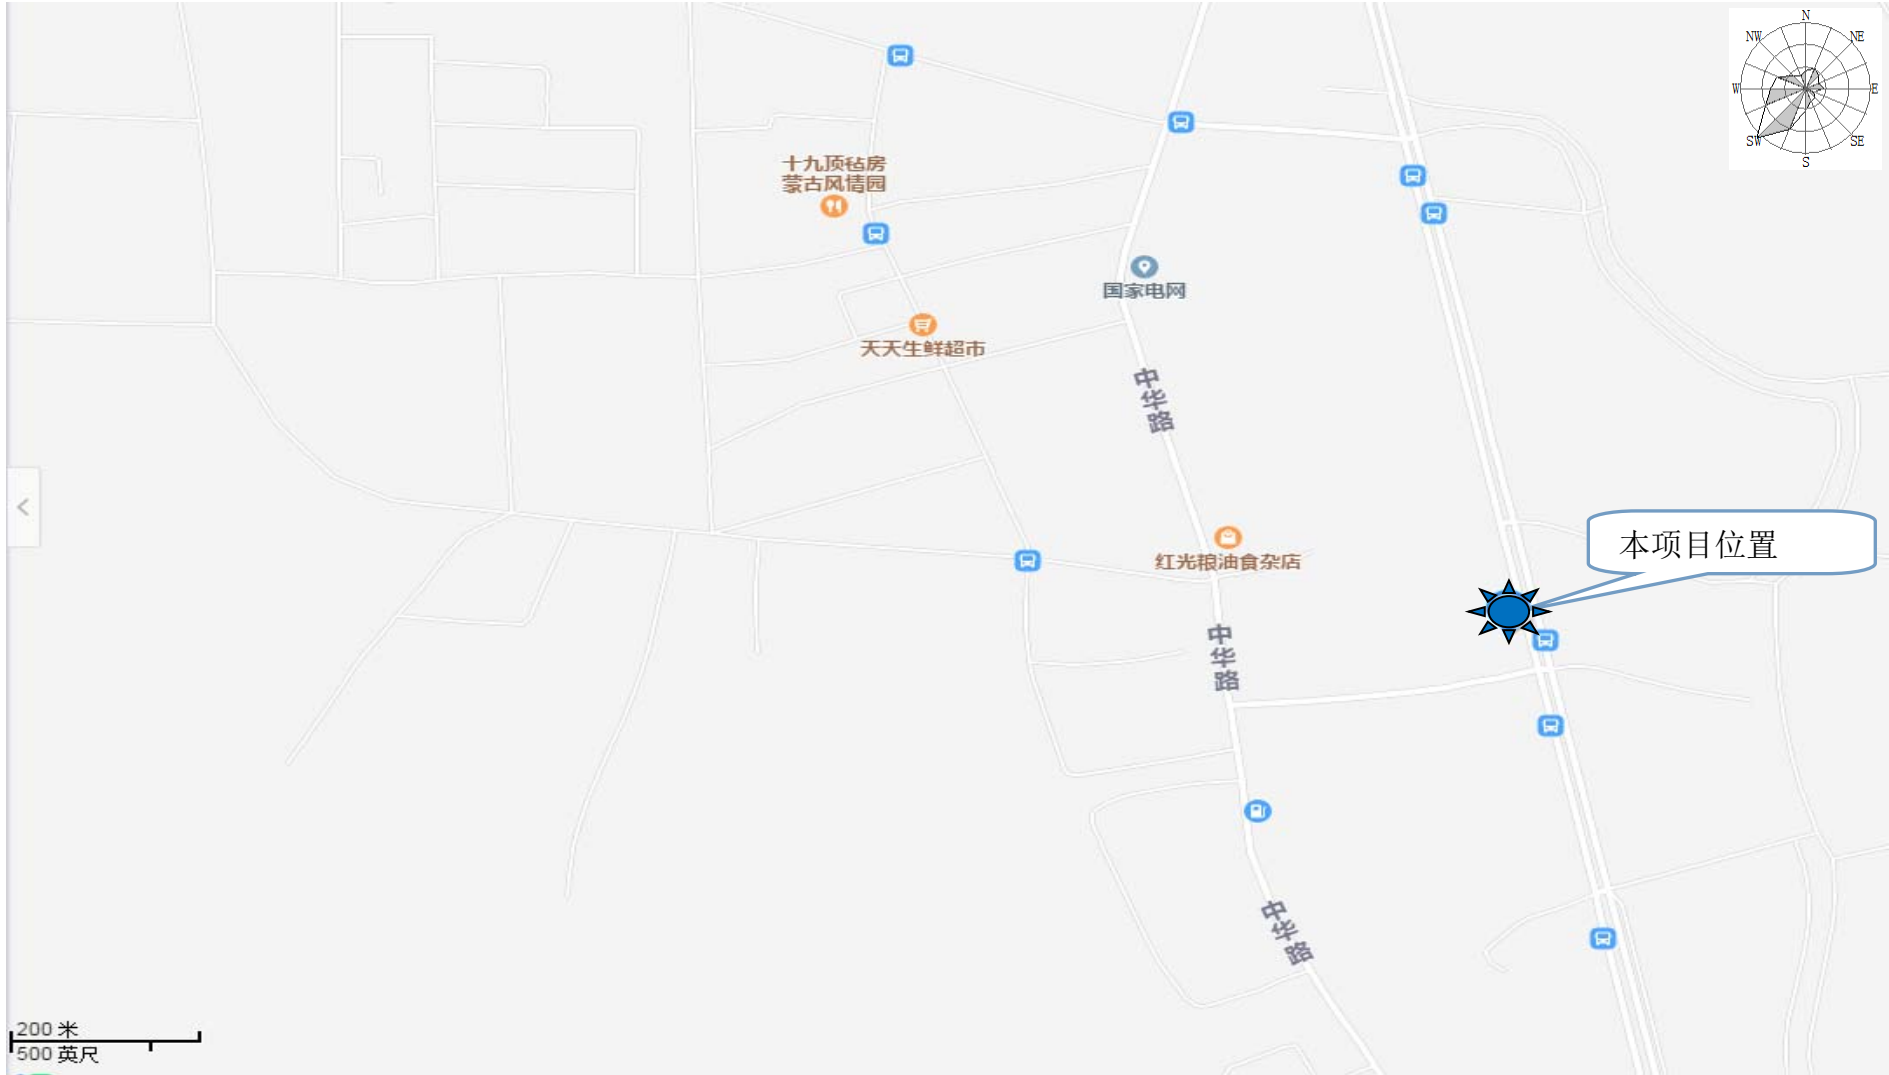 N
NW
NE
W
E
SW
SE
S
十九顶毡房
蒙古风情园
国家电网
天天生鲜超市
中华路
本项目位置
红光粮油食杂店
中华路
中华路
200 米
500 英尺